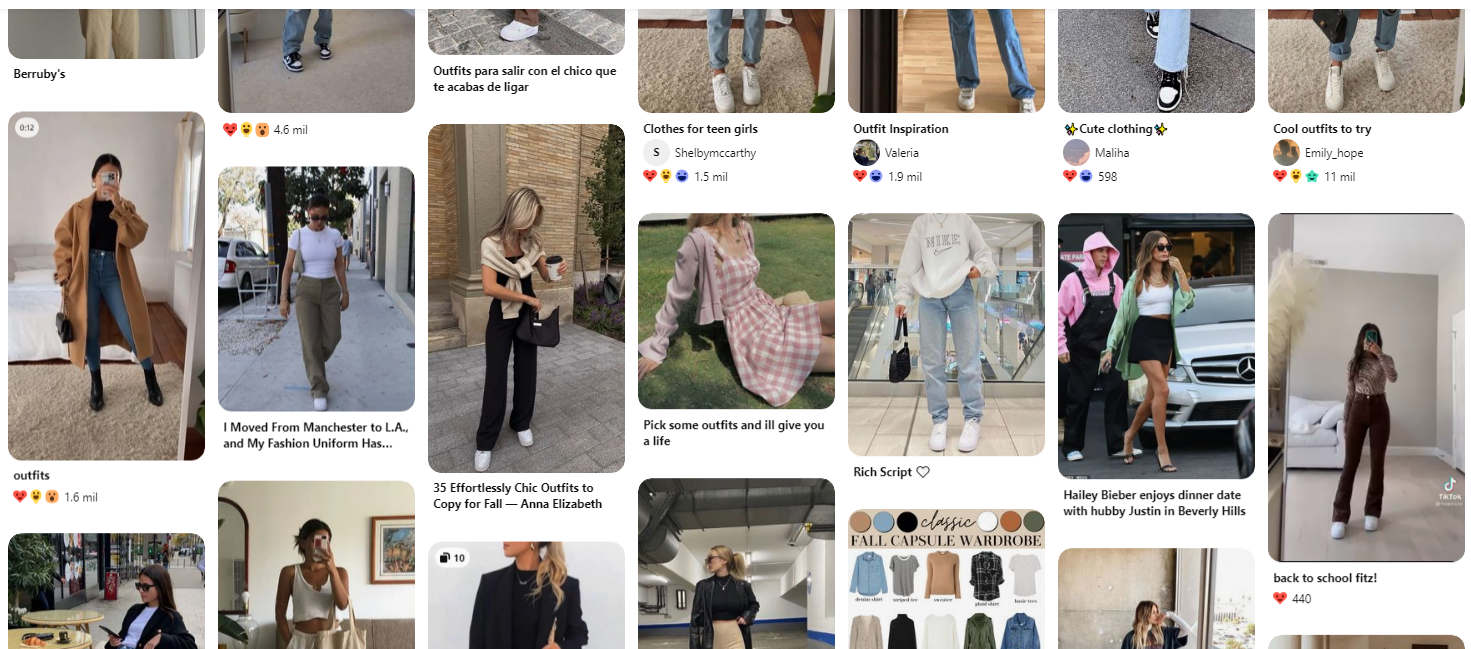 Berruby's
0:12
outfits
1.6 mil
4.6 mil
I Moved From Manchester to L.A.,
and My Fashion Uniform Has...
Outfits para salir con el chico que
te acabas de ligar
35 Effortlessly Chic Outfits to
Copy for Fall — Anna Elizabeth
10
Clothes for teen girls
S
Shelbymccarthy
1.5 mil
Pick some outfits and ill give you
a life
Outfit Inspiration
Valeria
1.9 mil
NIKE
Rich Script ♡
classic
FALL CAPSULE WARDROBE
denim shirt striped tee sweater plaid shirt basic tees
✨Cute clothing✨
Maliha
598
Hailey Bieber enjoys dinner date
with hubby Justin in Beverly Hills
Cool outfits to try
Emily_hope
11 mil
TikTok
back to school fitz!
440